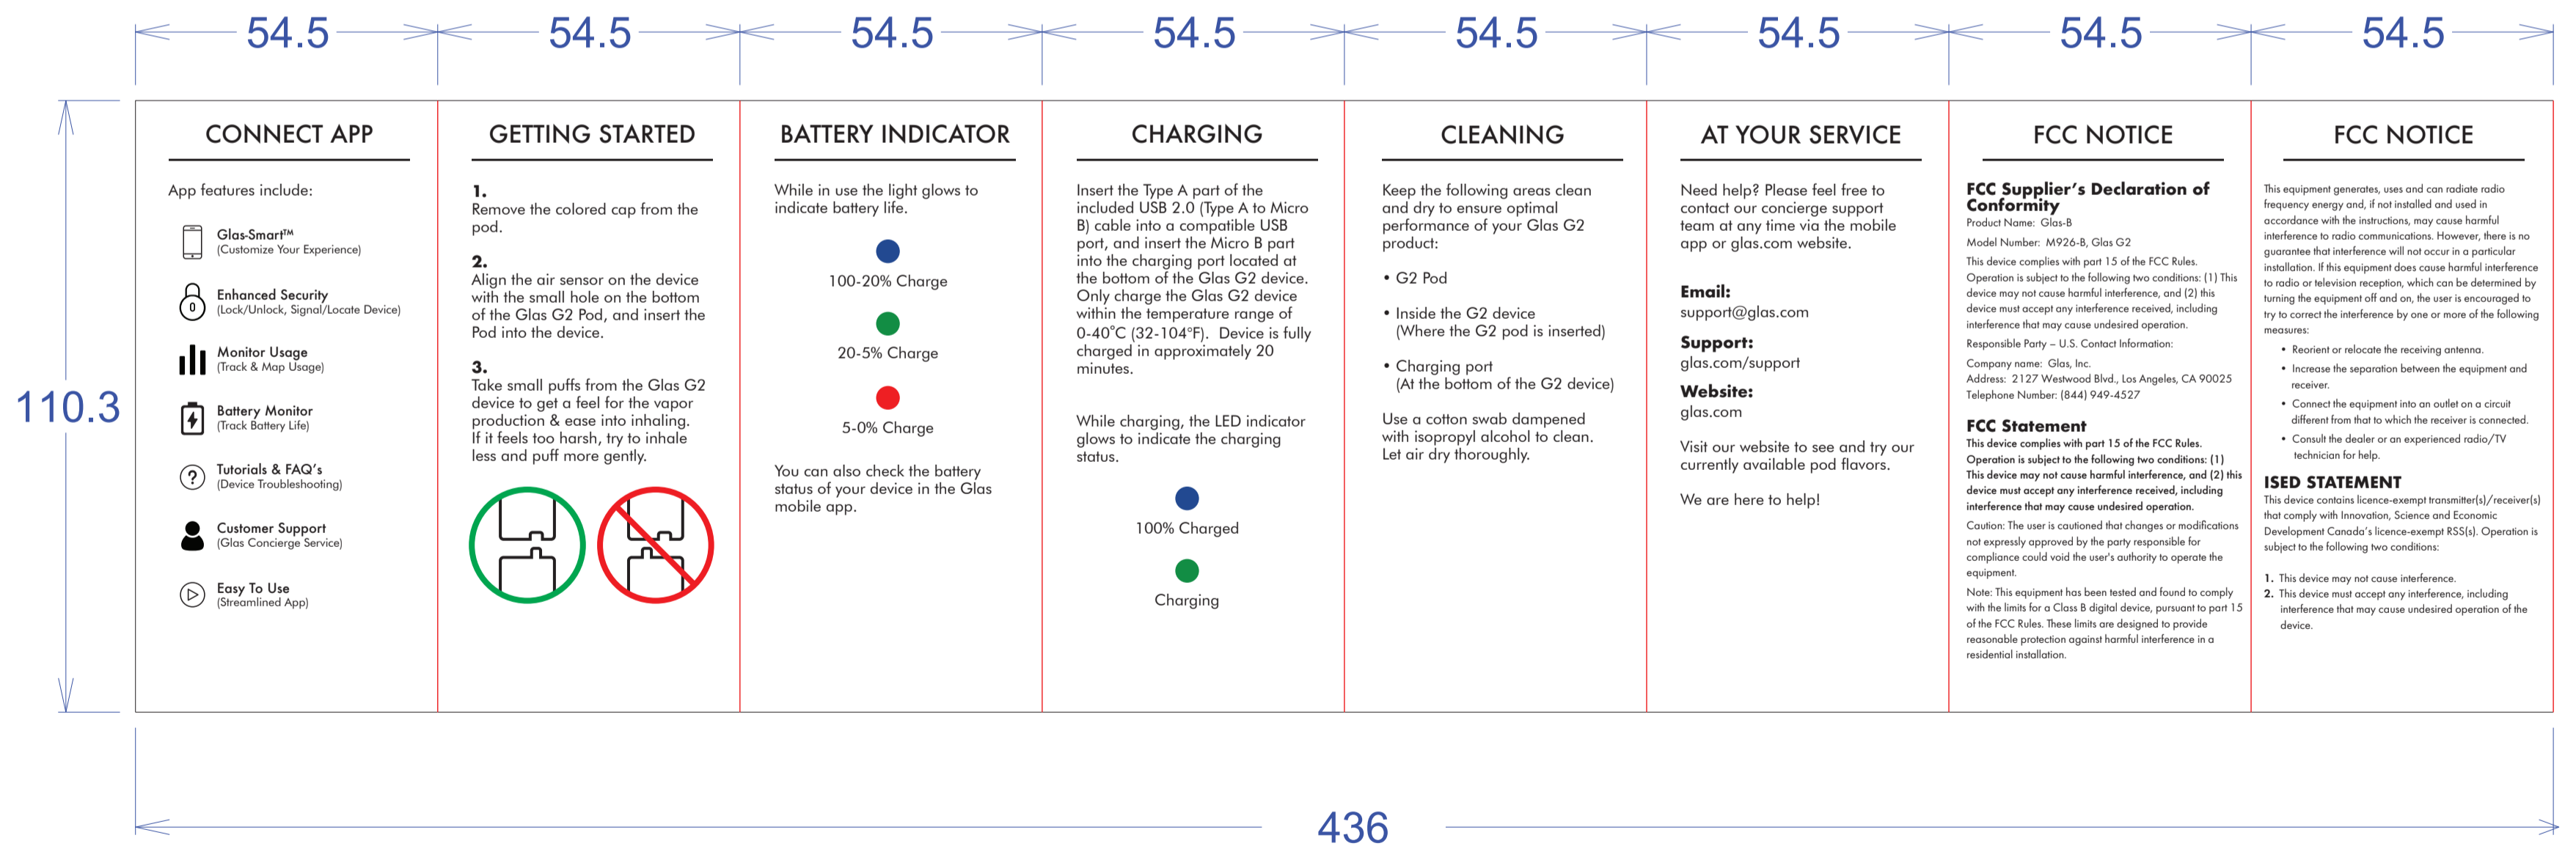 54.5 54.5 54.5 54.5 54.5 54.5 54.5 54.5
110.3
CONNECT APP
App features include:
Glas-Smart™
(Customize Your Experience)
Enhanced Security
(Lock/Unlock, Signal/Locate Device)
0
Monitor Usage
(Track & Map Usage)
Battery Monitor
(Track Battery Life)
?
Tutorials & FAQ's
(Device Troubleshooting)
Customer Support
(Glas Concierge Service)
Easy To Use
(Streamlined App)
GETTING STARTED
1.
Remove the colored cap from the
pod.
2.
Align the air sensor on the device
with the small hole on the bottom
of the Glas G2 Pod, and insert the
Pod into the device.
3.
Take small puffs from the Glas G2
device to get a feel for the vapor
production & ease into inhaling.
If it feels too harsh, try to inhale
less and puff more gently.
BATTERY INDICATOR
While in use the light glows to
indicate battery life.
100-20% Charge
20-5% Charge
5-0% Charge
You can also check the battery
status of your device in the Glas
mobile app.
CHARGING
Insert the Type A part of the
included USB 2.0 (Type A to Micro
B) cable into a compatible USB
port, and insert the Micro B part
into the charging port located at
the bottom of the Glas G2 device.
Only charge the Glas G2 device
within the temperature range of
0-40°C (32-104°F). Device is fully
charged in approximately 20
minutes.
While charging, the LED indicator
glows to indicate the charging
status.
100% Charged
Charging
CLEANING
Keep the following areas clean
and dry to ensure optimal
performance of your Glas G2
product:
• G2 Pod
• Inside the G2 device
(Where the G2 pod is inserted)
• Charging port
(At the bottom of the G2 device)
Use a cotton swab dampened
with isopropyl alcohol to clean.
Let air dry thoroughly.
AT YOUR SERVICE
Need help? Please feel free to
contact our concierge support
team at any time via the mobile
app or glas.com website.
Email:
support@glas.com
Support:
glas.com/support
Website:
glas.com
Visit our website to see and try our
currently available pod flavors.
We are here to help!
FCC NOTICE
FCC Supplier's Declaration of
Conformity
Product Name: Glas-B
Model Number: M926-B, Glas G2
This device complies with part 15 of the FCC Rules.
Operation is subject to the following two conditions: (1) This
device may not cause harmful interference, and (2) this
device must accept any interference received, including
interference that may cause undesired operation.
Responsible Party – U.S. Contact Information:
Company name: Glas, Inc.
Address: 2127 Westwood Blvd., Los Angeles, CA 90025
Telephone Number: (844) 949-4527
FCC Statement
This device complies with part 15 of the FCC Rules.
Operation is subject to the following two conditions: (1)
This device may not cause harmful interference, and (2) this
device must accept any interference received, including
interference that may cause undesired operation.
Caution: The user is cautioned that changes or modifications
not expressly approved by the party responsible for
compliance could void the user's authority to operate the
equipment.
Note: This equipment has been tested and found to comply
with the limits for a Class B digital device, pursuant to part 15
of the FCC Rules. These limits are designed to provide
reasonable protection against harmful interference in a
residential installation.
FCC NOTICE
This equipment generates, uses and can radiate radio
frequency energy and, if not installed and used in
accordance with the instructions, may cause harmful
interference to radio communications. However, there is no
guarantee that interference will not occur in a particular
installation. If this equipment does cause harmful interference
to radio or television reception, which can be determined by
turning the equipment off and on, the user is encouraged to
try to correct the interference by one or more of the following
measures:
• Reorient or relocate the receiving antenna.
• Increase the separation between the equipment and
receiver.
• Connect the equipment into an outlet on a circuit
different from that to which the receiver is connected.
• Consult the dealer or an experienced radio/TV
technician for help.
ISED STATEMENT
This device contains licence-exempt transmitter(s)/receiver(s)
that comply with Innovation, Science and Economic
Development Canada's licence-exempt RSS(s). Operation is
subject to the following two conditions:
1. This device may not cause interference.
2. This device must accept any interference, including
interference that may cause undesired operation of the
device.
436